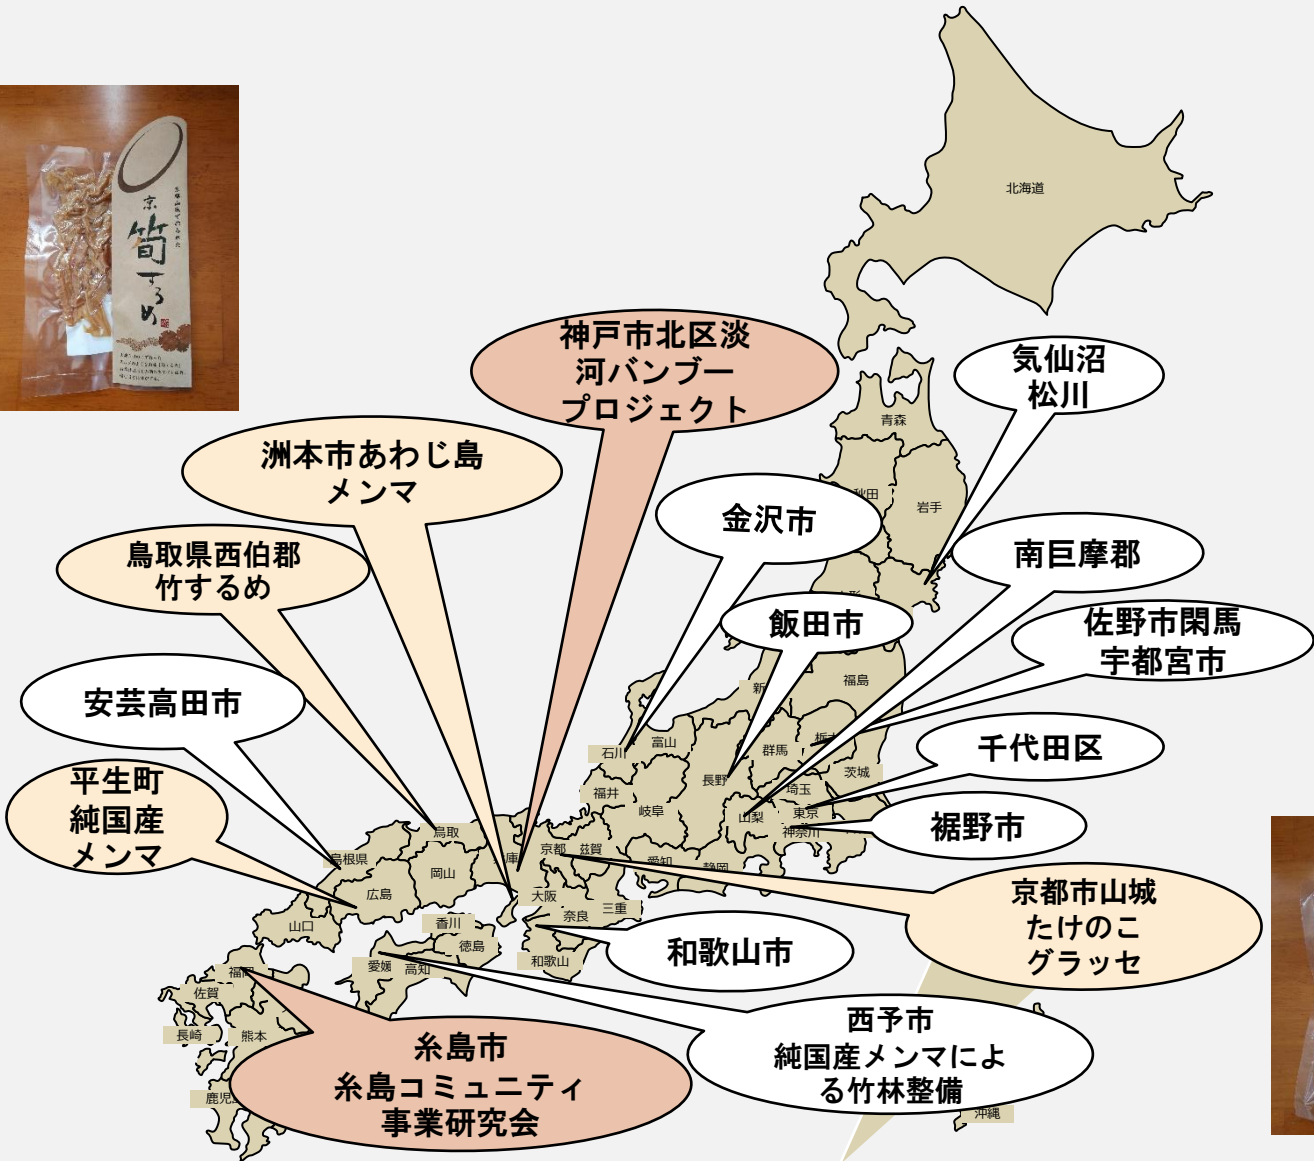 京
筍
するめ
北海道
神戸市北区淡
河バンブー
プロジェクト
気仙沼
松川
青森
洲本市あわじ島
メンマ
秋田
岩手
金沢市
鳥取県西伯郡
竹するめ
南巨摩郡
飯田市
佐野市閑馬
宇都宮市
福島
新
安芸高田市
富山
石川
群馬
栃木
千代田区
長野
茨城
平生町
純国産
メンマ
福井
岐阜
埼玉
山梨
東京
神奈川
裾野市
鳥取
島根県
兵庫
京都
滋賀
愛知
静岡
岡山
広島
大阪
奈良
三重
京都市山城
たけのこ
グラッセ
山口
香川
徳島
和歌山市
和歌山
愛媛
高知
福岡
佐賀
長崎
熊本
西予市
純国産メンマによ
る竹林整備
糸島市
糸島コミュニティ
事業研究会
鹿児
沖縄